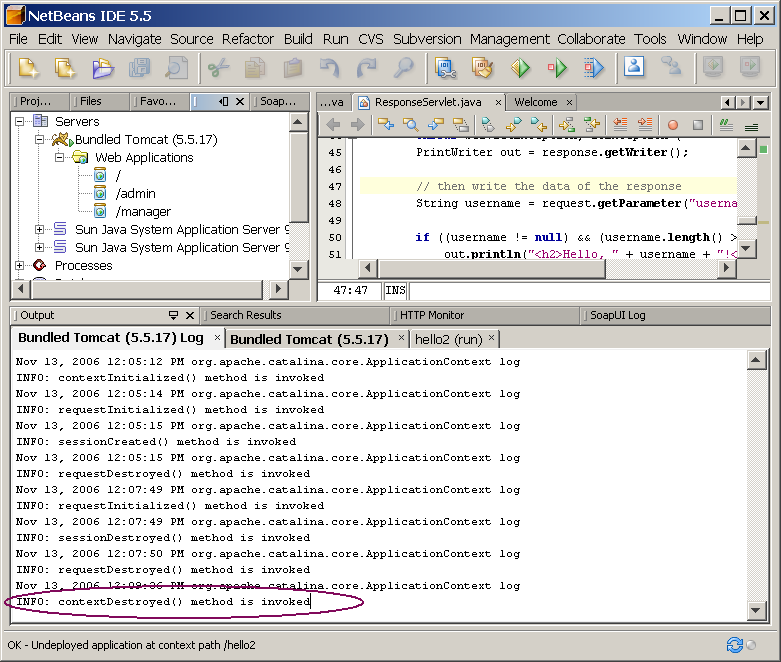 NetBeans IDE 5.5
File Edit View Navigate Source Refactor Build Run CVS Subversion Management Collaborate Tools Window Help
Proj... Files Favo... Soap...
...va ResponseServlet.java Welcome
Servers
Bundled Tomcat (5.5.17)
Web Applications
/
/admin
/manager
Sun Java System Application Server 9
Sun Java System Application Server 9
Processes
45 PrintWriter out = response.getWriter();
46
47 // then write the data of the response
48 String username = request.getParameter("userna
49
50 if ((username != null) && (username.length() >
51 out.println("<h2>Hello, " + username + "!<
47:47 INS
Output Search Results HTTP Monitor SoapUI Log
Bundled Tomcat (5.5.17) Log Bundled Tomcat (5.5.17) hello2 (run)
Nov 13, 2006 12:05:12 PM org.apache.catalina.core.ApplicationContext log
INFO: contextInitialized() method is invoked
Nov 13, 2006 12:05:14 PM org.apache.catalina.core.ApplicationContext log
INFO: requestInitialized() method is invoked
Nov 13, 2006 12:05:15 PM org.apache.catalina.core.ApplicationContext log
INFO: sessionCreated() method is invoked
Nov 13, 2006 12:05:15 PM org.apache.catalina.core.ApplicationContext log
INFO: requestDestroyed() method is invoked
Nov 13, 2006 12:07:49 PM org.apache.catalina.core.ApplicationContext log
INFO: requestInitialized() method is invoked
Nov 13, 2006 12:07:49 PM org.apache.catalina.core.ApplicationContext log
INFO: sessionDestroyed() method is invoked
Nov 13, 2006 12:07:50 PM org.apache.catalina.core.ApplicationContext log
INFO: requestDestroyed() method is invoked
Nov 13, 2006 12:09:36 PM org.apache.catalina.core.ApplicationContext log
INFO: contextDestroyed() method is invoked
OK - Undeployed application at context path /hello2